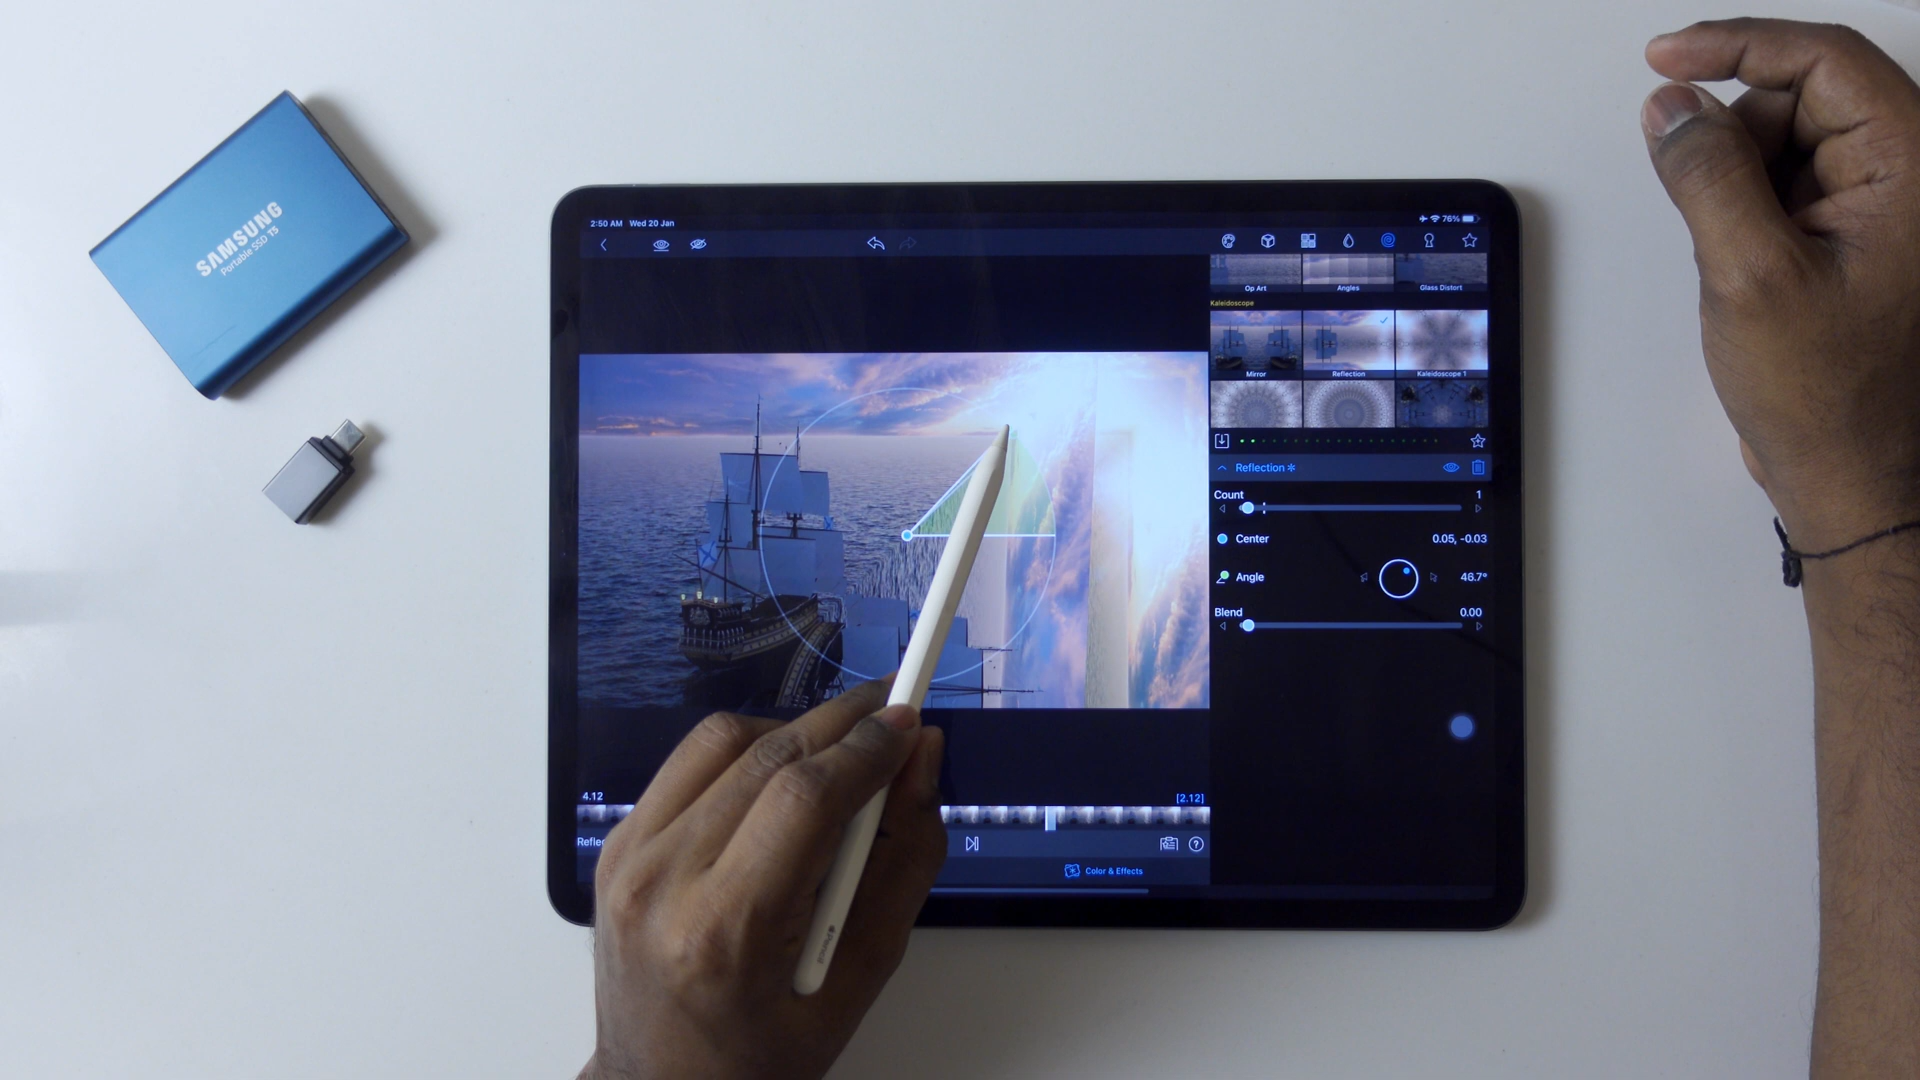 SAMSUNG
Portable SSD T5
2:50 AM Wed 20 Jan
76%
Op Art
Angles
Glass Distort
Kaleidoscope
Mirror
Reflection
Kaleidoscope 1
Reflection
Count
1
Center
0.05, -0.03
Angle
46.7°
Blend
0.00
4.12
[2.12]
Refle
Color & Effects
Pencil